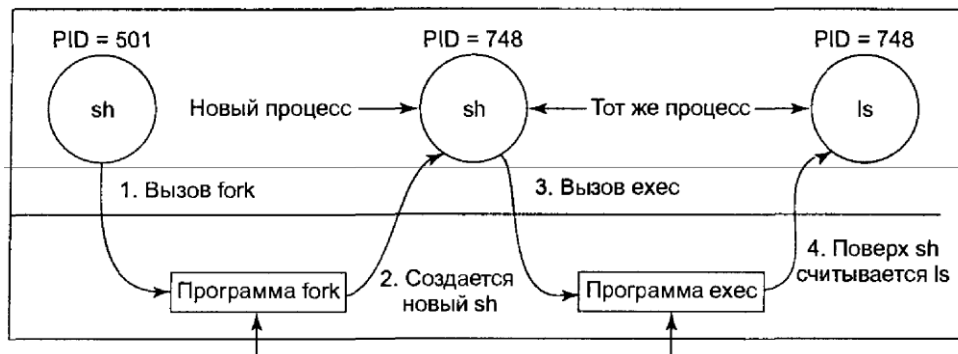 PID = 501
PID = 748
PID = 748
sh
Новый процесс
sh
Тот же процесс
ls
1. Вызов fork
3. Вызов exec
Программа fork
2. Создается
новый sh
Программа exec
4. Поверх sh
считывается ls